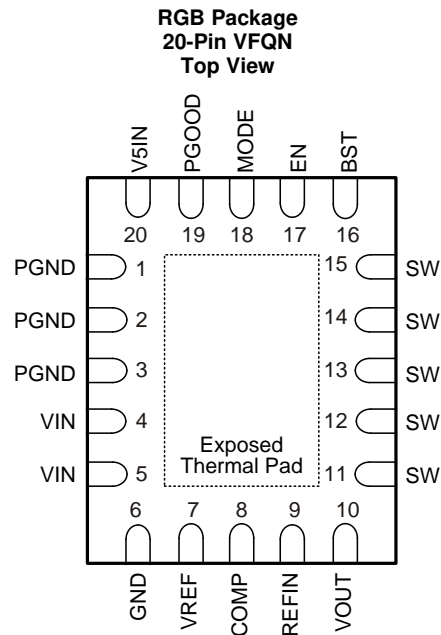 RGB Package
20-Pin VFQN
Top View
V5IN
PGOOD
MODE
EN
BST
20
19
18
17
16
PGND 1
15 SW
PGND 2
14 SW
PGND 3
13 SW
VIN 4
12 SW
VIN 5
11 SW
Exposed
Thermal Pad
6
7
8
9
10
GND
VREF
COMP
REFIN
VOUT